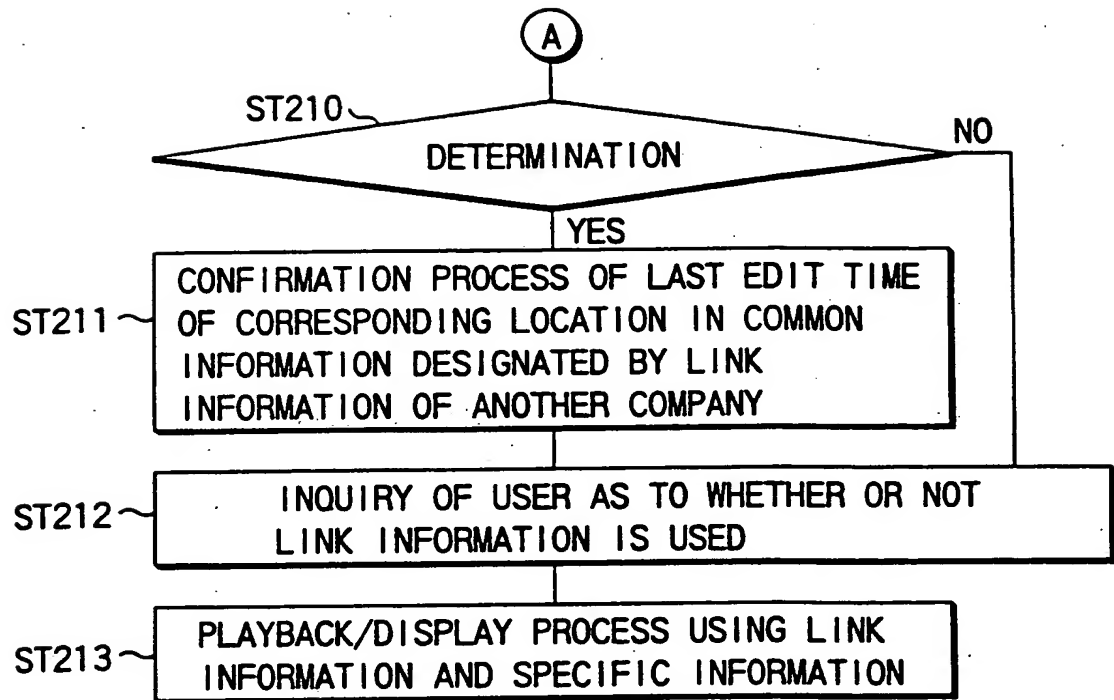 A
ST210
NO
DETERMINATION
YES
ST211
CONFIRMATION PROCESS OF LAST EDIT TIME
OF CORRESPONDING LOCATION IN COMMON
INFORMATION DESIGNATED BY LINK
INFORMATION OF ANOTHER COMPANY
ST212
INQUIRY OF USER AS TO WHETHER OR NOT
LINK INFORMATION IS USED
ST213
PLAYBACK/DISPLAY PROCESS USING LINK
INFORMATION AND SPECIFIC INFORMATION